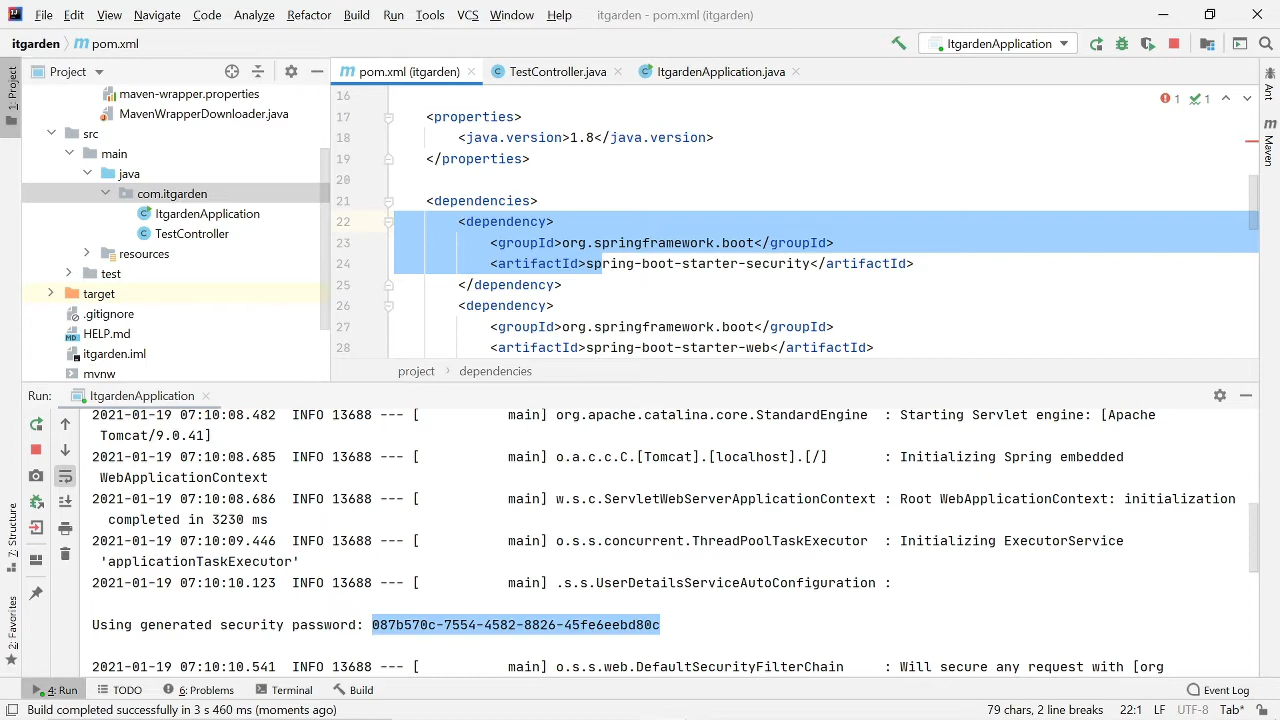 File Edit View Navigate Code Analyze Refactor Build Run Tools VCS Window Help itgarden - pom.xml (itgarden)
itgarden pom.xml ItgardenApplication
Project
pom.xml (itgarden) TestController.java ItgardenApplication.java
1: Project
maven-wrapper.properties
MavenWrapperDownloader.java
src
main
java
com.itgarden
ItgardenApplication
TestController
resources
test
target
.gitignore
HELP.md
itgarden.iml
mvnw
16
17 <properties>
18 <java.version>1.8</java.version>
19 </properties>
20
21 <dependencies>
22 <dependency>
23 <groupId>org.springframework.boot</groupId>
24 <artifactId>spring-boot-starter-security</artifactId>
25 </dependency>
26 <dependency>
27 <groupId>org.springframework.boot</groupId>
28 <artifactId>spring-boot-starter-web</artifactId>
1 1
Ant
Maven
project dependencies
Run: ItgardenApplication
2021-01-19 07:10:08.482 INFO 13688 --- [ main] org.apache.catalina.core.StandardEngine : Starting Servlet engine: [Apache
Tomcat/9.0.41]
2021-01-19 07:10:08.685 INFO 13688 --- [ main] o.a.c.c.C.[Tomcat].[localhost].[/] : Initializing Spring embedded
WebApplicationContext
2021-01-19 07:10:08.686 INFO 13688 --- [ main] w.s.c.ServletWebServerApplicationContext : Root WebApplicationContext: initialization
completed in 3230 ms
2021-01-19 07:10:09.446 INFO 13688 --- [ main] o.s.s.concurrent.ThreadPoolTaskExecutor : Initializing ExecutorService
'applicationTaskExecutor'
2021-01-19 07:10:10.123 INFO 13688 --- [ main] .s.s.UserDetailsServiceAutoConfiguration :
Using generated security password: 087b570c-7554-4582-8826-45fe6eebd80c
2021-01-19 07:10:10.541 INFO 13688 --- [ main] o.s.s.web.DefaultSecurityFilterChain : Will secure any request with [org
7: Structure
2: Favorites
4: Run TODO 6: Problems Terminal Build Event Log
Build completed successfully in 3 s 460 ms (moments ago) 79 chars, 2 line breaks 22:1 LF UTF-8 Tab*